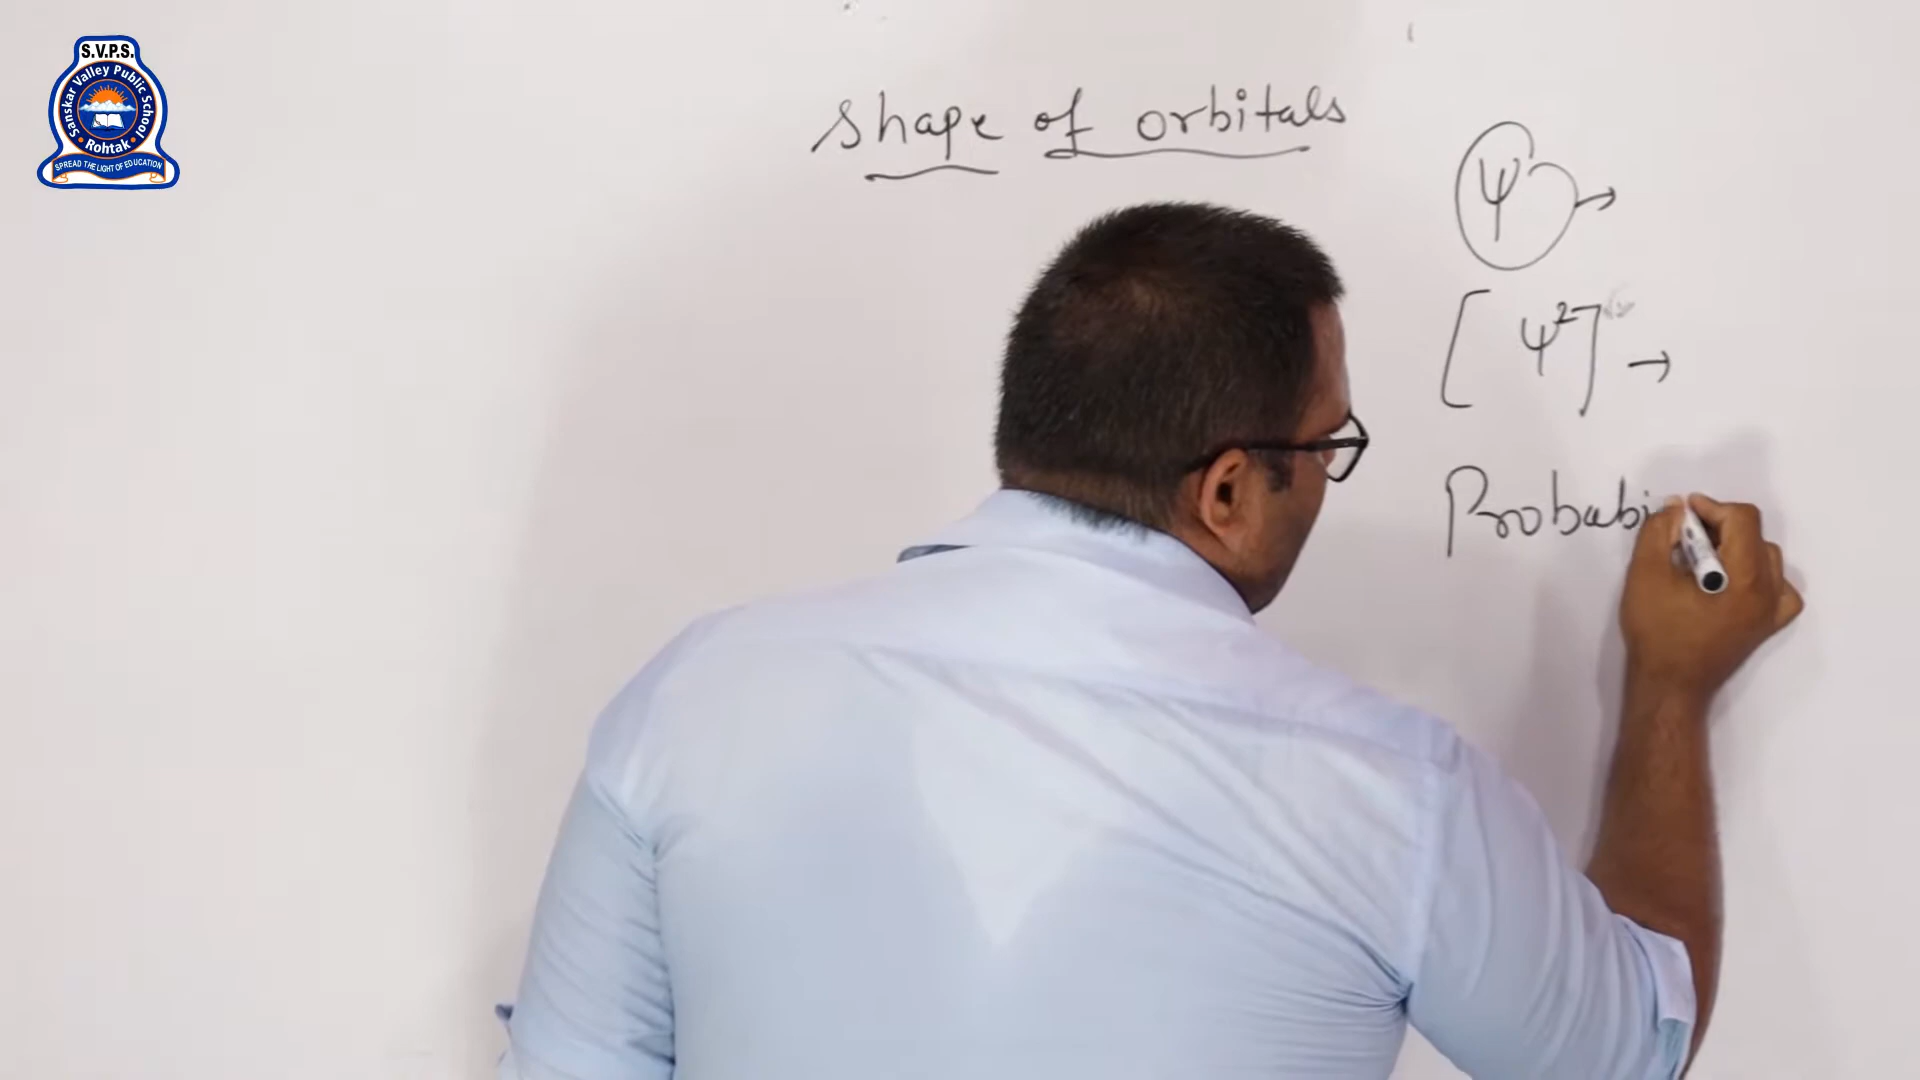 S.V.P.S.
Sanskar Valley Public School
Rohtak
SPREAD THE LIGHT OF EDUCATION
Shape of orbitals
ψ →
[ψ²] →
Probabi